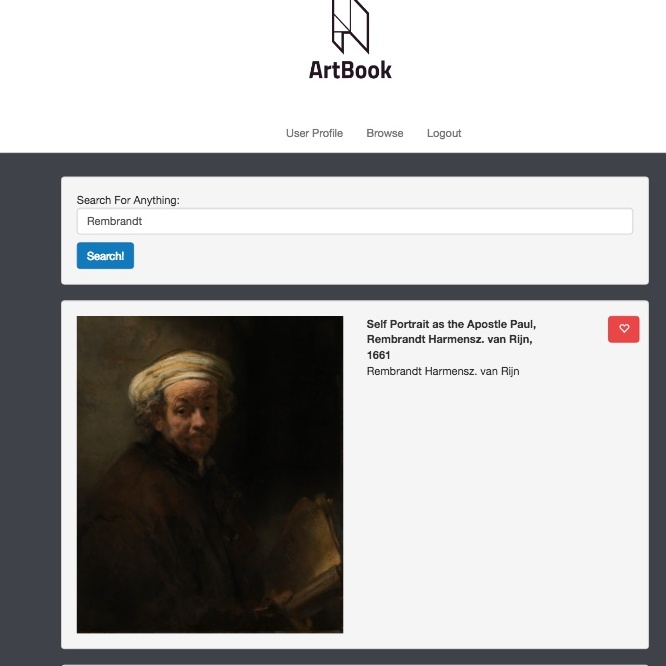 ArtBook
User Profile Browse Logout
Search For Anything:
Rembrandt
Search!
Self Portrait as the Apostle Paul,
Rembrandt Harmensz. van Rijn,
1661
Rembrandt Harmensz. van Rijn